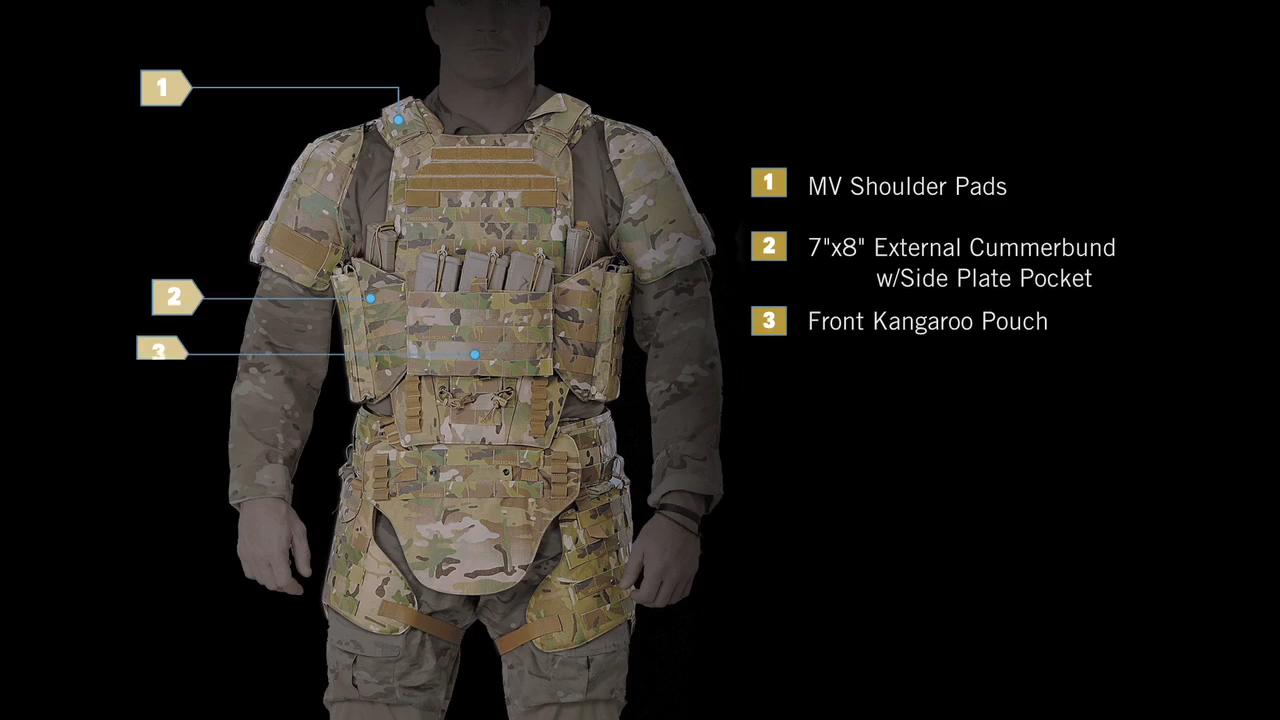 1
2
3
1 MV Shoulder Pads
2 7"x8" External Cummerbund
w/Side Plate Pocket
3 Front Kangaroo Pouch